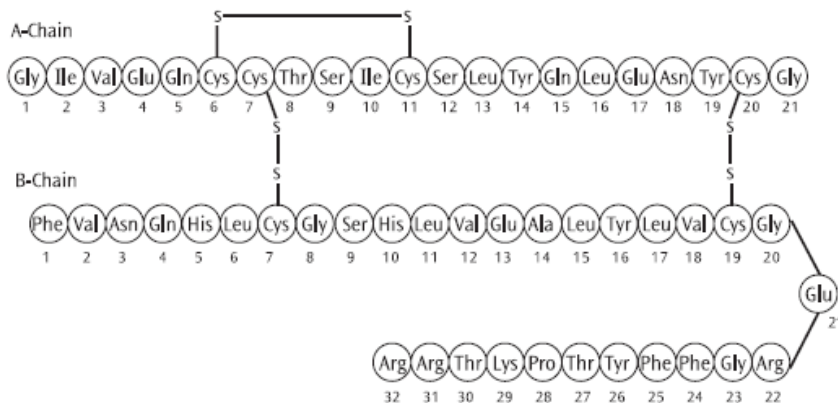 S S
A-Chain
Gly Ile Val Glu Gln Cys Cys Thr Ser Ile Cys Ser Leu Tyr Gln Leu Glu Asn Tyr Cys Gly
1 2 3 4 5 6 7 8 9 10 11 12 13 14 15 16 17 18 19 20 21
S S
S S
B-Chain
Phe Val Asn Gln His Leu Cys Gly Ser His Leu Val Glu Ala Leu Tyr Leu Val Cys Gly
1 2 3 4 5 6 7 8 9 10 11 12 13 14 15 16 17 18 19 20
Glu
21
Arg Arg Thr Lys Pro Thr Tyr Phe Phe Gly Arg
32 31 30 29 28 27 26 25 24 23 22